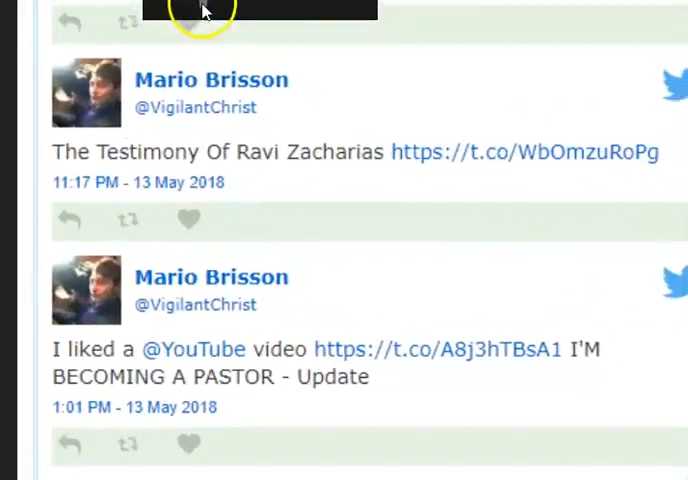 Mario Brisson
@VigilantChrist
The Testimony Of Ravi Zacharias https://t.co/WbOmzuRoPg
11:17 PM - 13 May 2018
Mario Brisson
@VigilantChrist
I liked a @YouTube video https://t.co/A8j3hTBsA1 I'M
BECOMING A PASTOR - Update
1:01 PM - 13 May 2018